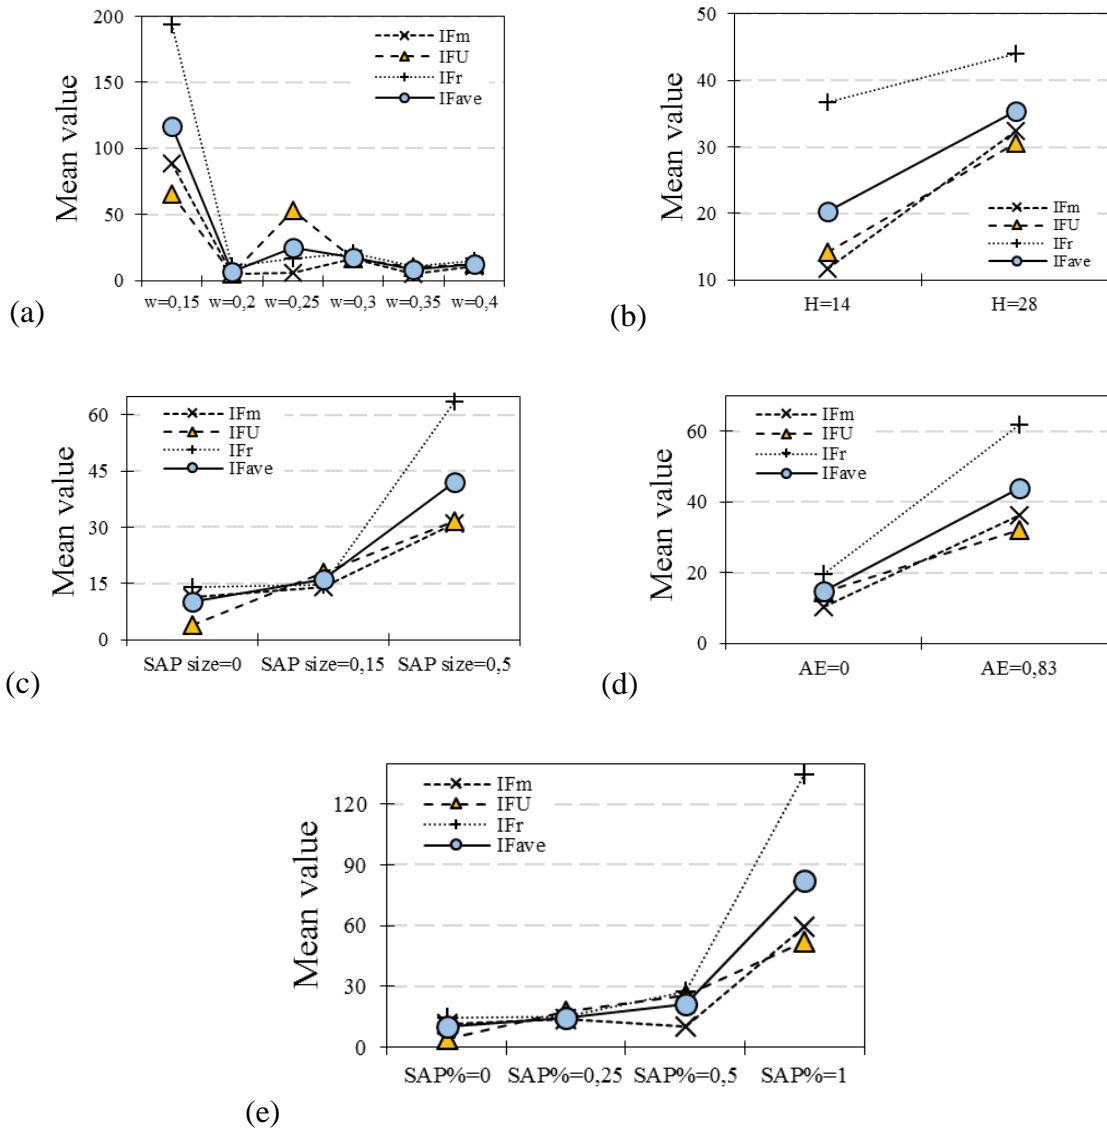 Mean value
200
150
100
50
0
IFm
IFU
IFr
IFave
w=0,15 w=0,2 w=0,25 w=0,3 w=0,35 w=0,4
(a)
Mean value
50
40
30
20
10
IFm
IFU
IFr
IFave
H=14 H=28
(b)
Mean value
60
45
30
15
0
IFm
IFU
IFr
IFave
SAP size=0 SAP size=0,15 SAP size=0,5
(c)
Mean value
60
40
20
0
IFm
IFU
IFr
IFave
AE=0 AE=0,83
(d)
Mean value
120
90
60
30
0
IFm
IFU
IFr
IFave
SAP%=0 SAP%=0,25 SAP%=0,5 SAP%=1
(e)